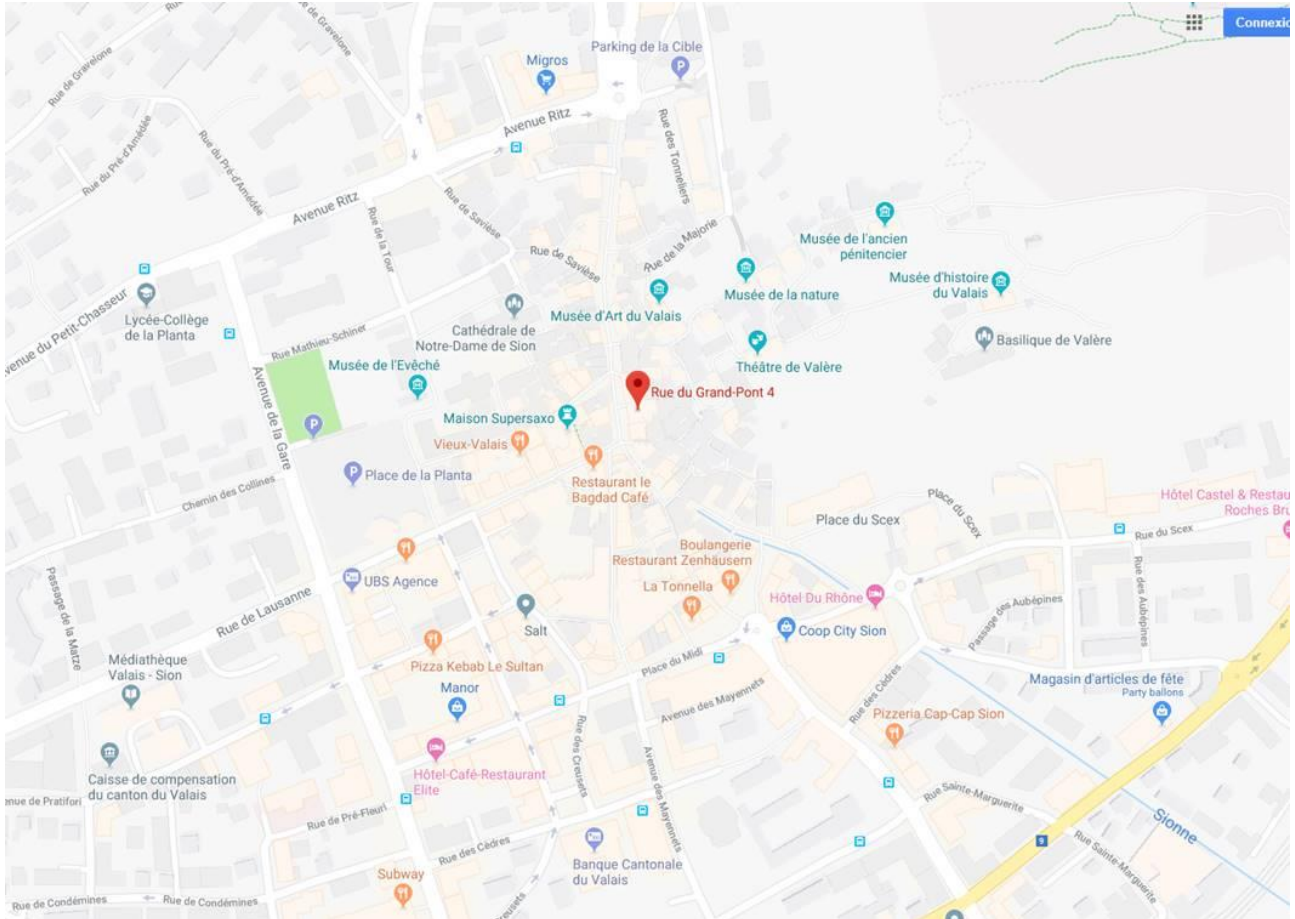 Connexio
Rue de Gravelone
Rue de Gravelone
Parking de la Cible
P
Migros
Avenue Ritz
Rue des Tonneliers
Rue du Pré-d'Amédée
Rue du Pré-d'Amédée
Avenue Ritz
Rue de la Tour
Rue de Savièse
Rue de Savièse
Rue de la Majorie
Musée de l'ancien
pénitencier
Musée d'histoire
du Valais
Musée de la nature
Musée d'Art du Valais
Lycée-Collège
de la Planta
Avenue du Petit-Chasseur
Rue Mathieu-Schiner
Cathédrale de
Notre-Dame de Sion
Basilique de Valère
Théâtre de Valère
Musée de l'Evêché
Rue du Grand-Pont 4
Maison Supersaxo
Vieux-Valais
P
Avenue de la Gare
P
Place de la Planta
Chemin des Collines
Restaurant le
Bagdad Café
Place du Scex
Place du Scex
Hôtel Castel & Restau
Roches Bru
Rue du Scex
Boulangerie
Restaurant Zenhäusern
La Tonnella
Hôtel Du Rhône
Rue des Aubépines
Passage des Aubépines
UBS Agence
Passage de la Matze
Rue de Lausanne
Salt
Coop City Sion
Pizza Kebab Le Sultan
Place du Midi
Médiathèque
Valais - Sion
Manor
Avenue des Mayennets
Rue des Cèdres
Magasin d'articles de fête
Party ballons
Pizzeria Cap-Cap Sion
Hôtel-Café-Restaurant
Elite
Rue des Creusets
Avenue des Mayennets
Caisse de compensation
du canton du Valais
enue de Pratifori
Rue de Pré-Fleuri
Rue Sainte-Marguerite
Sionne
Rue Sainte-Marguerite
9
Rue des Cèdres
Banque Cantonale
du Valais
Subway
Creusets
Rue de Condémines
Rue de Condémines